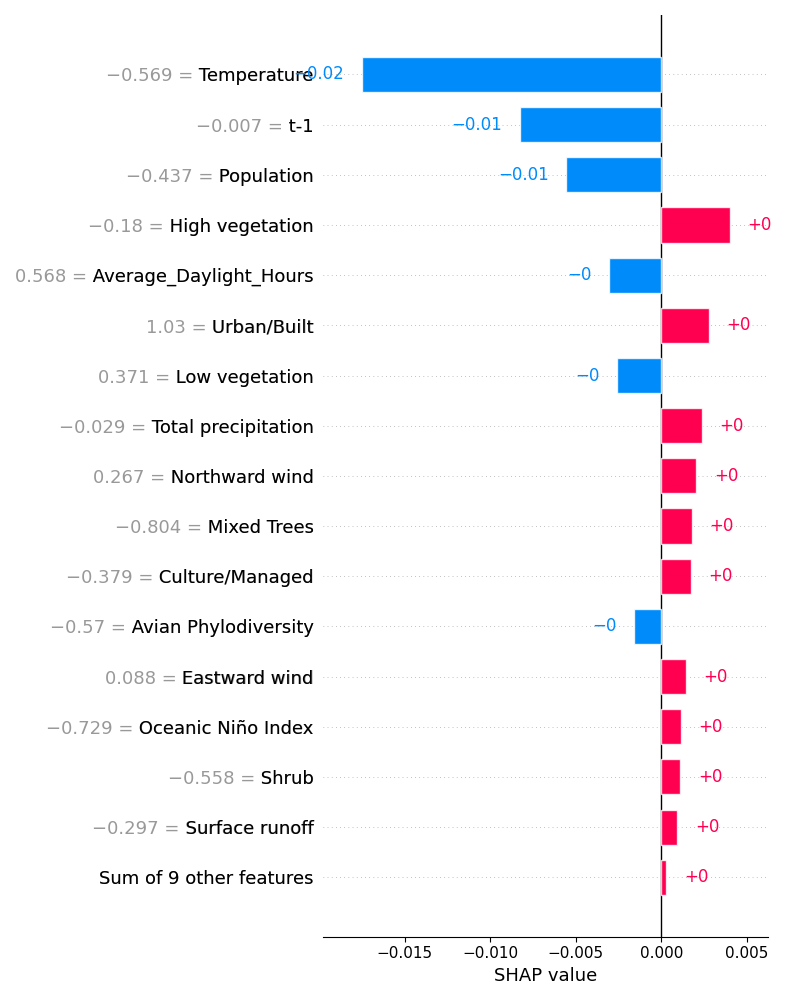 −0.569 = Temperature −0.02
−0.007 = t-1 −0.01
−0.437 = Population −0.01
−0.18 = High vegetation +0
0.568 = Average_Daylight_Hours −0
1.03 = Urban/Built +0
0.371 = Low vegetation −0
−0.029 = Total precipitation +0
0.267 = Northward wind +0
−0.804 = Mixed Trees +0
−0.379 = Culture/Managed +0
−0.57 = Avian Phylodiversity −0
0.088 = Eastward wind +0
−0.729 = Oceanic Niño Index +0
−0.558 = Shrub +0
−0.297 = Surface runoff +0
Sum of 9 other features +0
−0.015 −0.010 −0.005 0.000 0.005
SHAP value